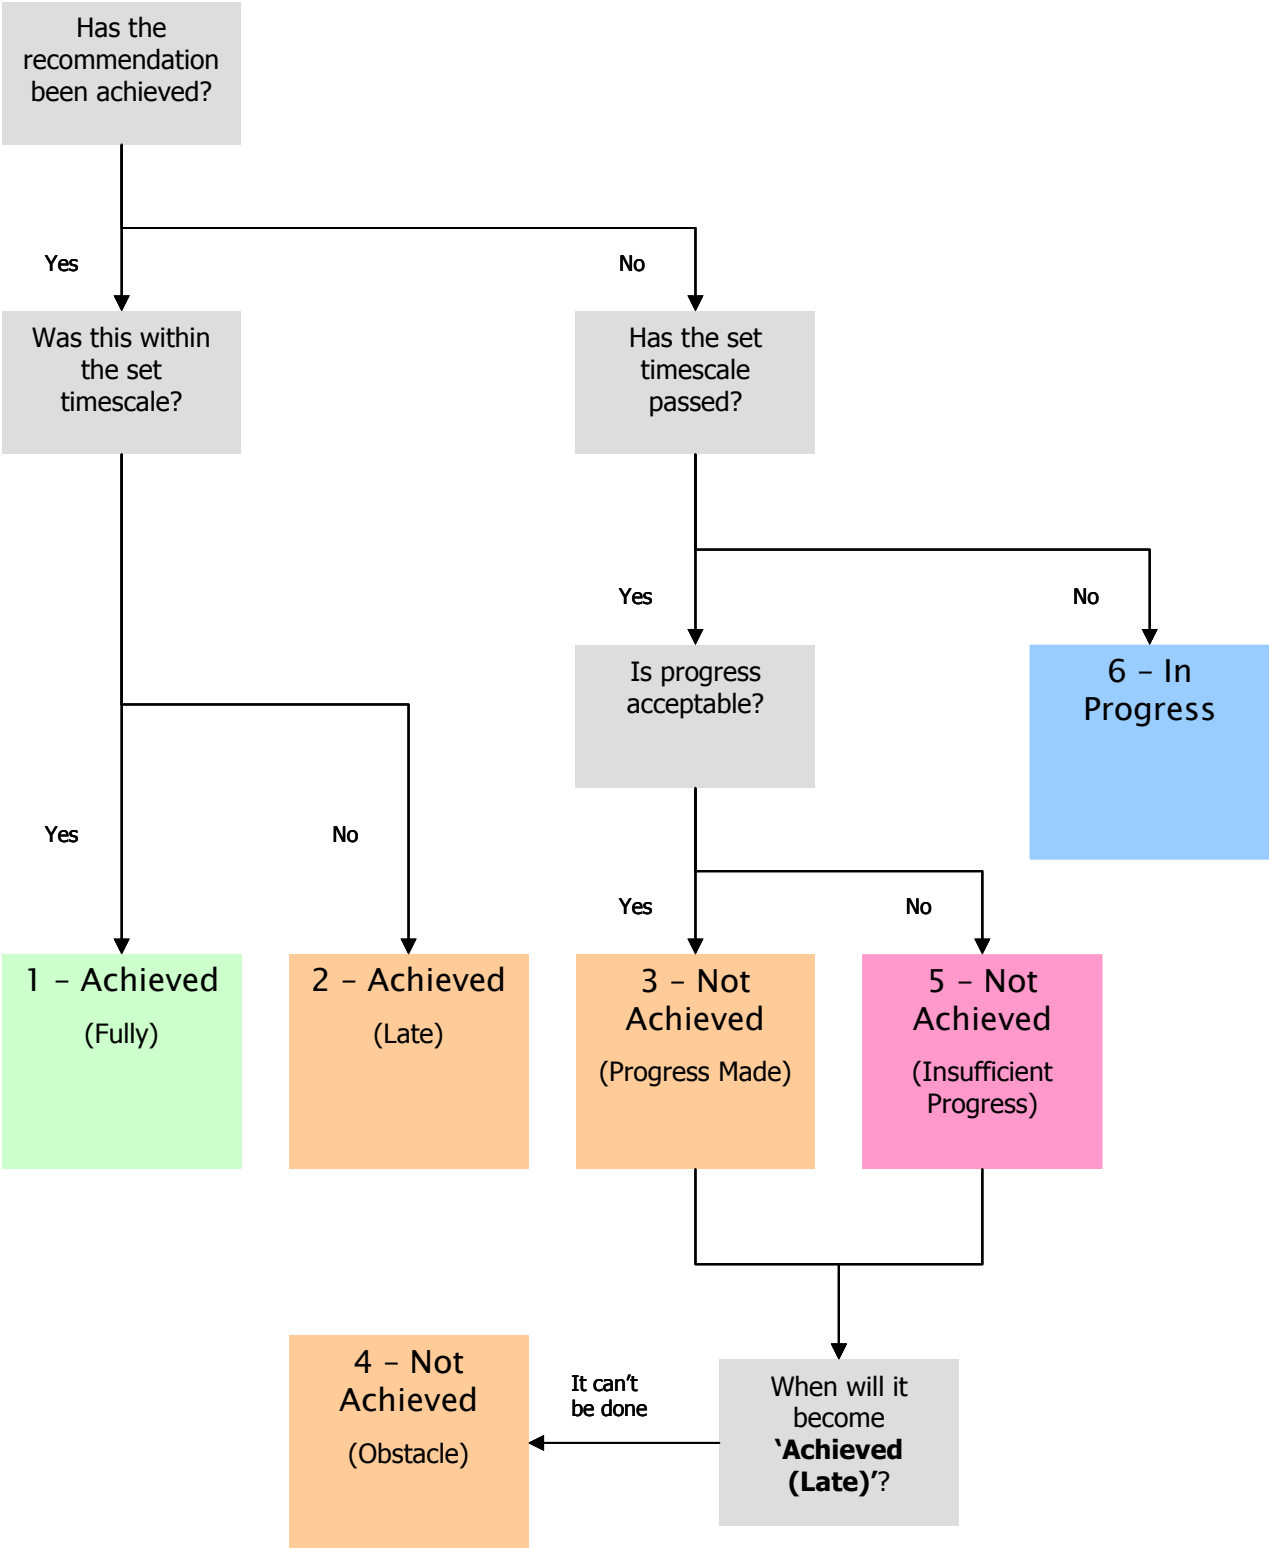 Has the
recommendation
been achieved?
Yes
No
Was this within
the set
timescale?
Has the set
timescale
passed?
Yes
No
Is progress
acceptable?
6 – In
Progress
Yes
No
Yes
No
1 – Achieved
(Fully)
2 – Achieved
(Late)
3 – Not
Achieved
(Progress Made)
5 – Not
Achieved
(Insufficient
Progress)
4 – Not
Achieved
(Obstacle)
It can’t
be done
When will it
become
‘Achieved
(Late)’?